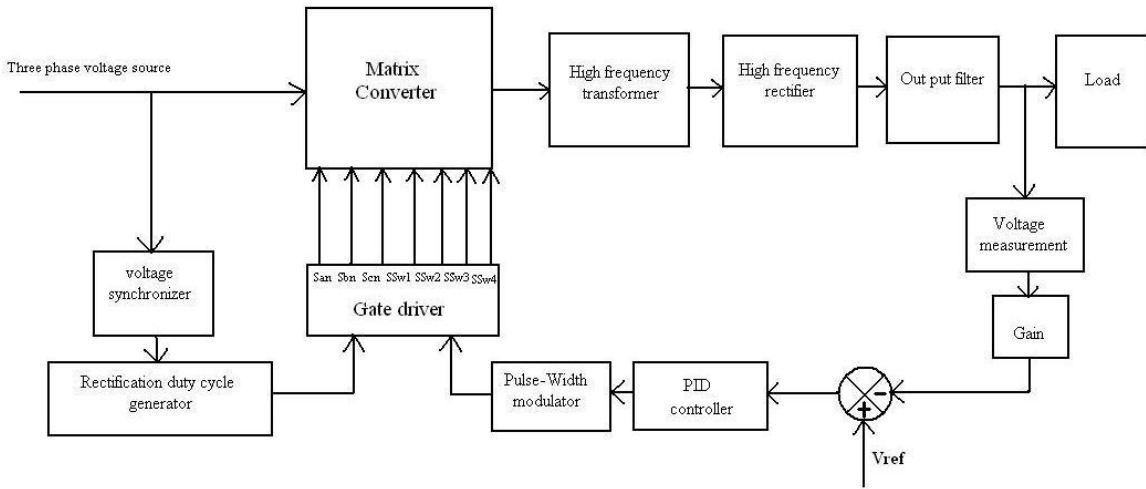 Three phase voltage source
Matrix
Converter
High frequency
transformer
High frequency
rectifier
Out put filter
Load
Voltage
measurement
voltage
synchronizer
San Sbn Scn SSw1 SSw2 SSw3 SSw4
Gate driver
Gain
Rectification duty cycle
generator
Pulse-Width
modulator
PID
controller
-
+
Vref